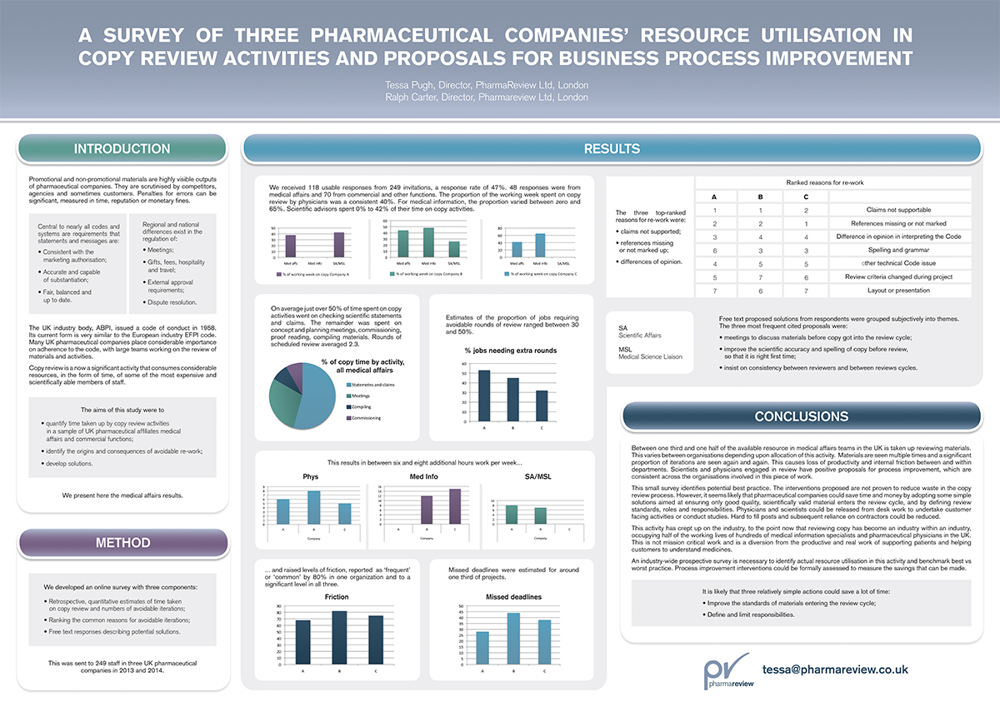 A SURVEY OF THREE PHARMACEUTICAL COMPANIES’ RESOURCE UTILISATION IN
COPY REVIEW ACTIVITIES AND PROPOSALS FOR BUSINESS PROCESS IMPROVEMENT
Tessa Pugh, Director, PharmaReview Ltd, London
Ralph Carter, Director, Pharmareview Ltd, London
INTRODUCTION
Promotional and non-promotional materials are highly visible outputs
of pharmaceutical companies. They are scrutinised by competitors,
agencies and sometimes customers. Penalties for errors can be
significant, measured in time, reputation or monetary fines.
Central to nearly all codes and
systems are requirements that
statements and messages are:
• Consistent with the
marketing authorisation;
• Accurate and capable
of substantiation;
• Fair, balanced and
up to date.
Regional and national
differences exist in the
regulation of:
• Meetings;
• Gifts, fees, hospitality
and travel;
• External approval
requirements;
• Dispute resolution.
The UK industry body, ABPI, issued a code of conduct in 1958.
Its current form is very similar to the European industry EFPI code.
Many UK pharmaceutical companies place considerable importance
on adherence to the code, with large teams working on the review of
materials and activities.
Copy review is a now a significant activity that consumes considerable
resources, in the form of time, of some of the most expensive and
scientifically able members of staff.
The aims of this study were to
• quantify time taken up by copy review activities
in a sample of UK pharmaceutical affiliates medical
affairs and commercial functions;
• identify the origins and consequences of avoidable re-work;
• develop solutions.
We present here the medical affairs results.
METHOD
We developed an online survey with three components:
• Retrospective, quantitative estimates of time taken
on copy review and numbers of avoidable iterations;
• Ranking the common reasons for avoidable iterations;
• Free text responses describing potential solutions.
This was sent to 249 staff in three UK pharmaceutical
companies in 2013 and 2014.
RESULTS
We received 118 usable responses from 249 invitations, a response rate of 47%. 48 responses were from
medical affairs and 70 from commercial and other functions. The proportion of the working week spent on copy
review by physicians was a consistent 40%. For medical information, the proportion varied between zero and
65%. Scientific advisors spent 0% to 42% of their time on copy activities.
50
40
30
20
10
0
Med affs Med info SA/MSL
% of working week on copy Company A
60
50
40
30
20
10
0
Med affs Med info SA/MSL
% of working week on copy Company B
80
60
40
20
0
Med affs Med info SA/MSL
% of working week on copy Company C
On average just over 50% of time spent on copy
activities went on checking scientific statements
and claims. The remainder was spent on
concept and planning meetings, commissioning,
proof reading, compiling materials. Rounds of
scheduled review averaged 2.3.
% of copy time by activity,
all medical affairs
Statemetns and claims
Meetings
Compiling
Commissioning
Estimates of the proportion of jobs requiring
avoidable rounds of review ranged between 30
and 50%.
% jobs needing extra rounds
60
50
40
30
20
10
0
A B C
This results in between six and eight additional hours work per week...
Phys
9
8
7
6
5
4
3
2
1
0
A B C
Company
Med Info
16
14
12
10
8
6
4
2
0
A B C
Company
SA/MSL
10
8
6
4
2
0
A B C
Company
... and raised levels of friction, reported as ‘frequent’
or ‘common’ by 80% in one organization and to a
significant level in all three.
Friction
90
80
70
60
50
40
30
20
10
0
A B C
Missed deadlines were estimated for around
one third of projects.
Missed deadlines
50
45
40
35
30
25
20
15
10
5
0
A B C
The three top-ranked
reasons for re-work were:
• claims not supported;
• references missing
or not marked up;
• differences of opinion.
Ranked reasons for re-work
A B C
1 1 2 Claims not supportable
2 2 1 References missing or not marked
3 4 4 Difference in opinion in interpreting the Code
6 3 3 Spelling and grammar
4 5 5 other technical Code issue
5 7 6 Review criteria changed during project
7 6 7 Layout or presentation
SA
Scientific Affairs
MSL
Medical Science Liaison
Free text proposed solutions from respondents were grouped subjectively into themes.
The three most frequent cited proposals were:
• meetings to discuss materials before copy got into the review cycle;
• improve the scientific accuracy and spelling of copy before review,
so that it is right first time;
• insist on consistency between reviewers and between reviews cycles.
CONCLUSIONS
Between one third and one half of the available resource in medical affairs teams in the UK is taken up reviewing materials.
This varies between organisations depending upon allocation of this activity. Materials are seen multiple times and a significant
proportion of iterations are seen again and again. This causes loss of productivity and internal friction between and within
departments. Scientists and physicians engaged in review have positive proposals for process improvement, which are
consistent across the organisations involved in this piece of work.
This small survey identifies potential best practice. The interventions proposed are not proven to reduce waste in the copy
review process. However, it seems likely that pharmaceutical companies could save time and money by adopting some simple
solutions aimed at ensuring only good quality, scientifically valid material enters the review cycle, and by defining review
standards, roles and responsibilities. Physicians and scientists could be released from desk work to undertake customer
facing activities or conduct studies. Hard to fill posts and subsequent reliance on contractors could be reduced.
This activity has crept up on the industry, to the point now that reviewing copy has become an industry within an industry,
occupying half of the working lives of hundreds of medical information specialists and pharmaceutical physicians in the UK.
This is not mission critical work and is a diversion from the productive and real work of supporting patients and helping
customers to understand medicines.
An industry-wide prospective survey is necessary to identify actual resource utilisation in this activity and benchmark best vs
worst practice. Process improvement interventions could be formally assessed to measure the savings that can be made.
It is likely that three relatively simple actions could save a lot of time:
• Improve the standards of materials entering the review cycle;
• Define and limit responsibilities.
pr
pharmareview
tessa@pharmareview.co.uk